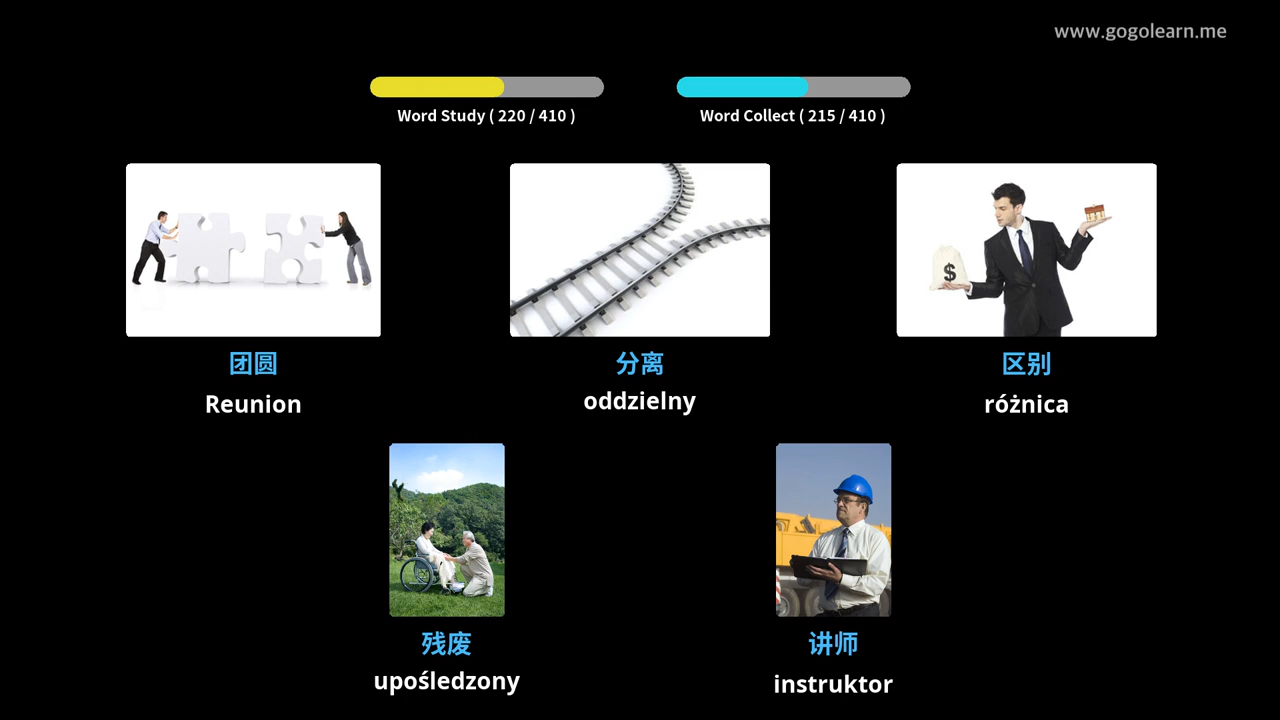 www.gogolearn.me
Word Study ( 220 / 410 )
Word Collect ( 215 / 410 )
团圆
Reunion
分离
oddzielny
区别
różnica
$
残废
upośledzony
讲师
instruktor